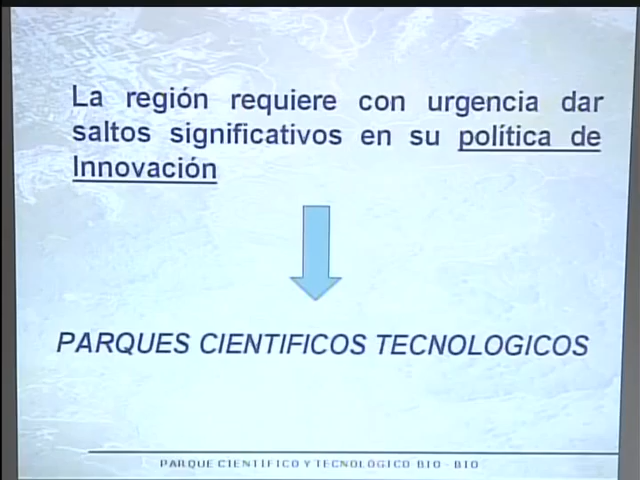 La región requiere con urgencia dar
saltos significativos en su política de
Innovación
PARQUES CIENTIFICOS TECNOLOGICOS
PARQUE CIENTIFICO Y TECNOLOGICO BIO - BIO